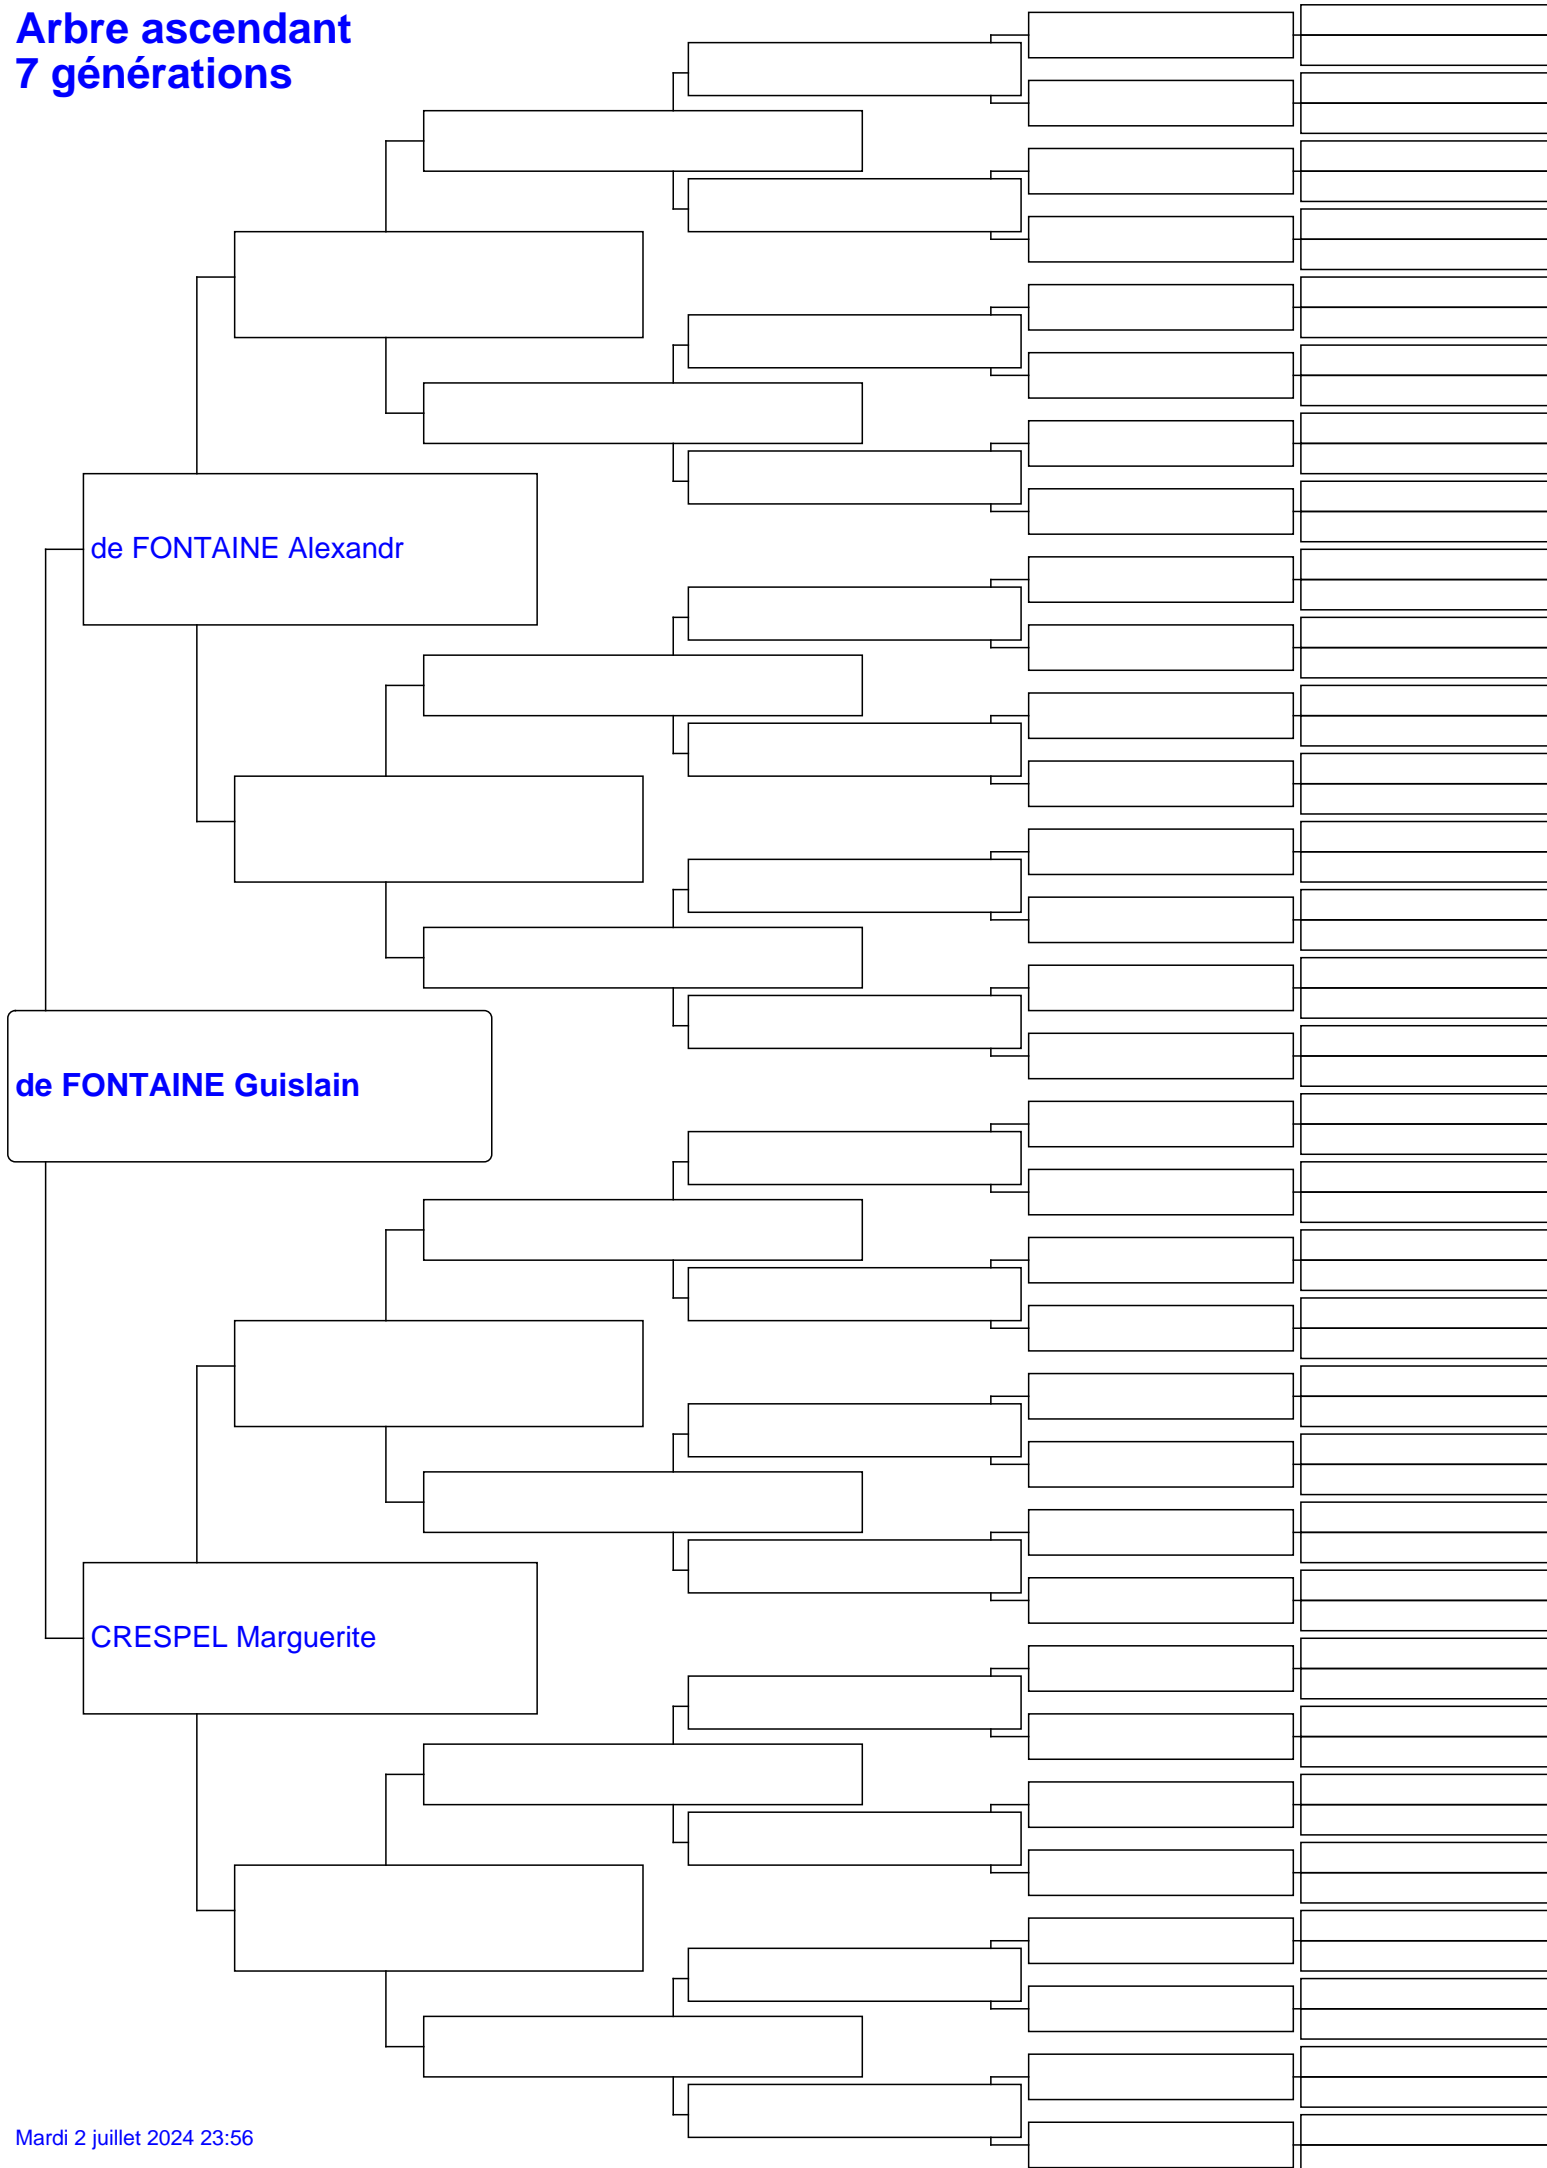 Arbre ascendant
7 générations
de FONTAINE Alexandr
de FONTAINE Guislain
CRESPEL Marguerite
Mardi 2 juillet 2024 23:56